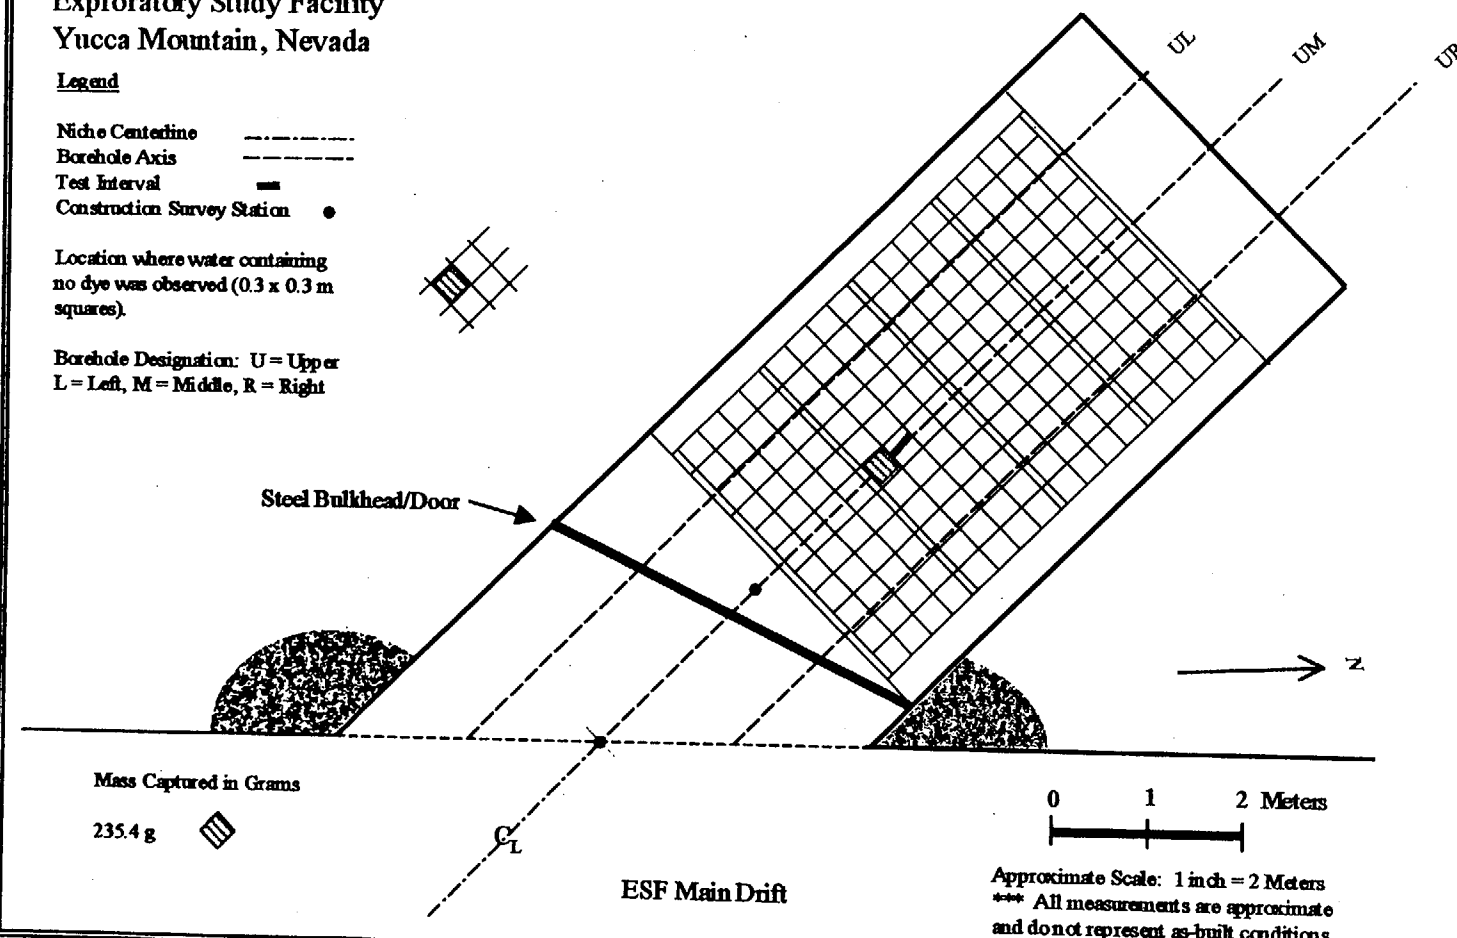 Exploratory Study Facility
Yucca Mountain, Nevada
Legend
Niche Centerline
Borehole Axis
Test Interval
Construction Survey Station
Location where water containing
no dye was observed (0.3 x 0.3 m
squares).
Borehole Designation: U = Upper
L = Left, M = Middle, R = Right
UL
UM
UR
Steel Bulkhead/Door
N
Mass Captured in Grams
235.4 g
CL
ESF Main Drift
0 1 2 Meters
Approximate Scale: 1 inch = 2 Meters
*** All measurements are approximate
and do not represent as-built conditions